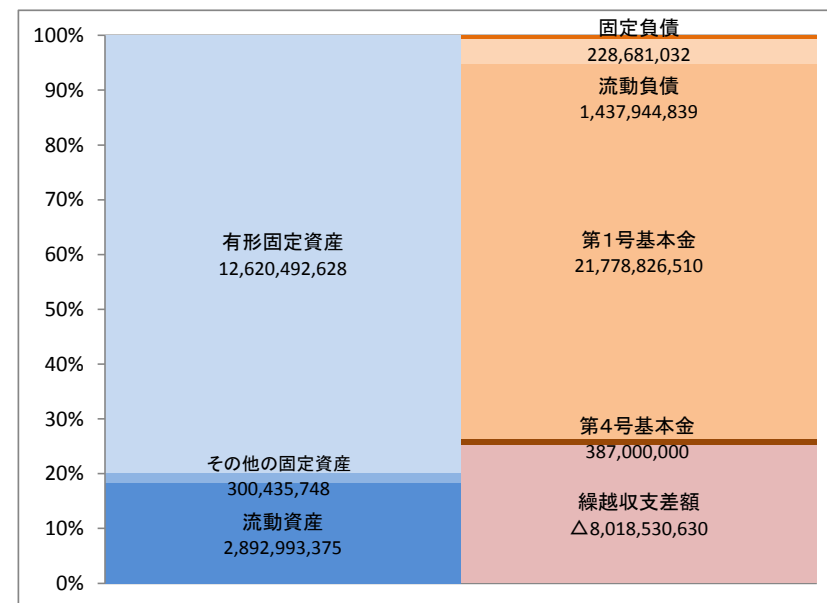 100%
90%
80%
70%
60%
50%
40%
30%
20%
10%
0%
有形固定資産
12,620,492,628
その他の固定資産
300,435,748
流動資産
2,892,993,375
固定負債
228,681,032
流動負債
1,437,944,839
第1号基本金
21,778,826,510
第4号基本金
387,000,000
繰越収支差額
△8,018,530,630